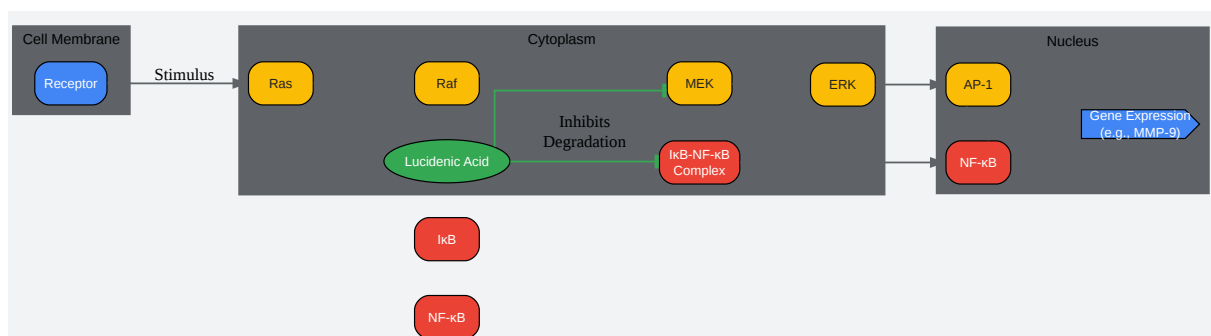 Cell Membrane
Receptor
Stimulus
Cytoplasm
Ras
Raf
MEK
ERK
Lucidenic Acid
Inhibits
Degradation
IκB-NF-κB
Complex
Nucleus
AP-1
Gene Expression
(e.g., MMP-9)
NF-κB
IκB
NF-κB